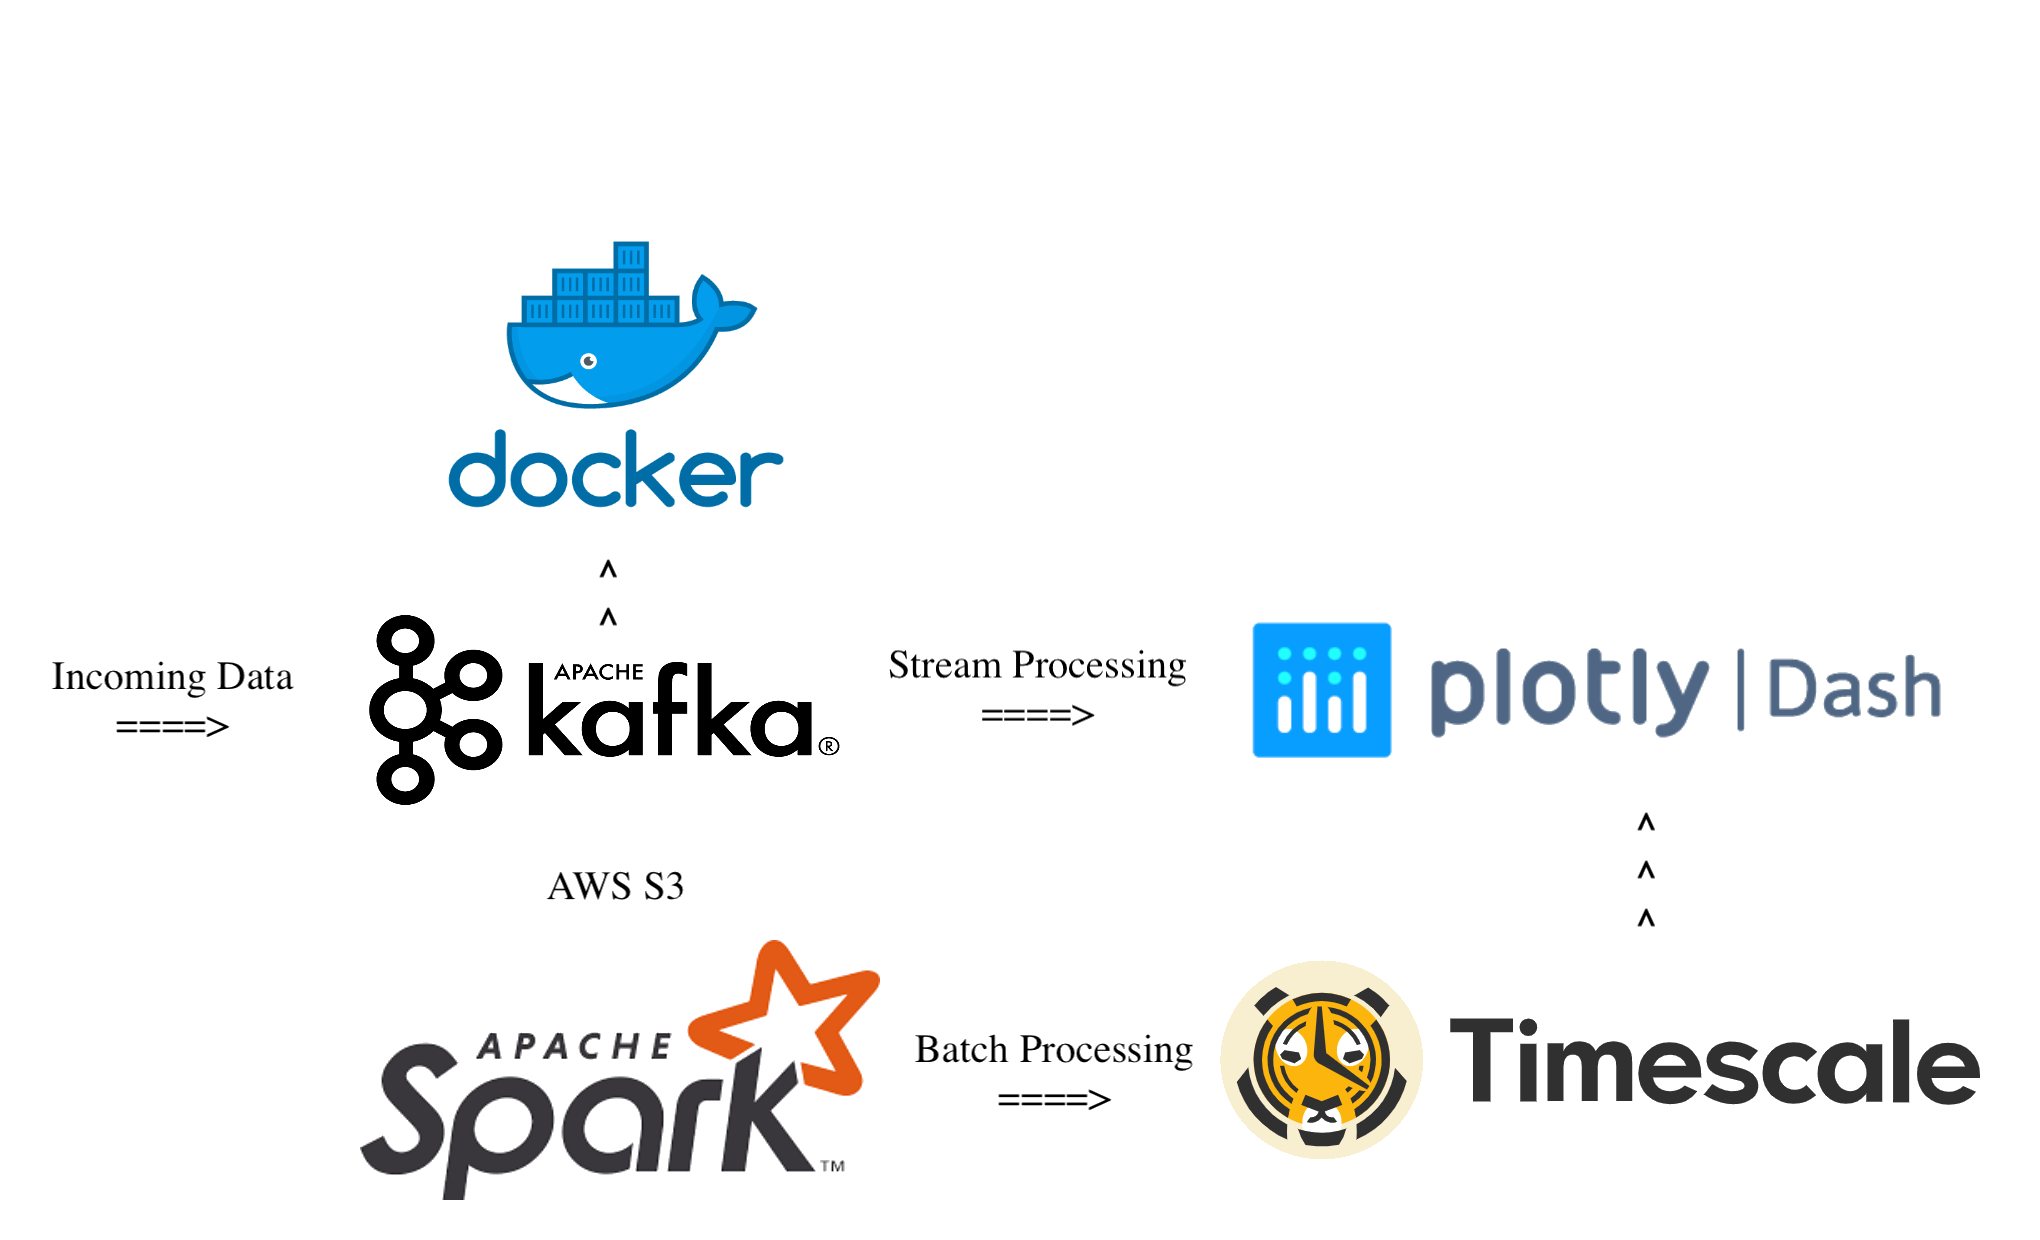 docker
^
^
Incoming Data
====>
APACHE
kafka®
Stream Processing
====>
plotly | Dash
^
^
^
AWS S3
APACHE
Spark™
Batch Processing
====>
Timescale